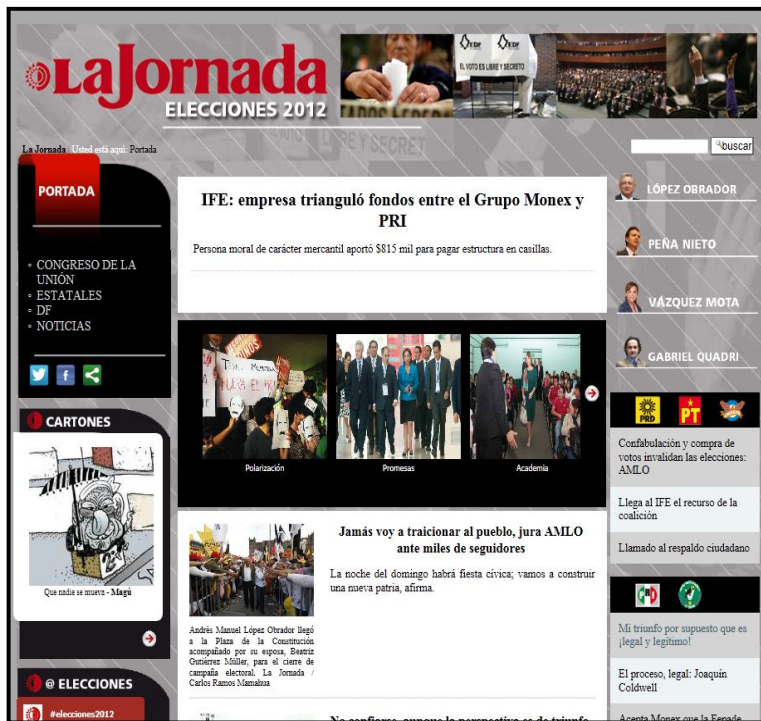 La Jornada
ELECCIONES 2012
EL VOTO ES LIBRE Y SECRETO
La Jornada | Usted está aquí: Portada
buscar
PORTADA
CONGRESO DE LA
UNIÓN
ESTATALES
DF
NOTICIAS
CARTONES
Que nadie se mueva - Magú
@ ELECCIONES
#elecciones2012
IFE: empresa trianguló fondos entre el Grupo Monex y
PRI
Persona moral de carácter mercantil aportó $815 mil para pagar estructura en casillas.
Polarización
Promesas
Academia
Jamás voy a traicionar al pueblo, jura AMLO
ante miles de seguidores
La noche del domingo habrá fiesta cívica; vamos a construir
una nueva patria, afirma.
Andrés Manuel López Obrador llegó
a la Plaza de la Constitución
acompañado por su esposa, Beatriz
Gutiérrez Müller, para el cierre de
campaña electoral. La Jornada /
Carlos Ramos Mamahua
LÓPEZ OBRADOR
PEÑA NIETO
VÁZQUEZ MOTA
GABRIEL QUADRI
PRD
PT
Confabulación y compra de
votos invalidan las elecciones:
AMLO
Llega al IFE el recurso de la
coalición
Llamado al respaldo ciudadano
PRI
Mi triunfo por supuesto que es
¡legal y legítimo!
El proceso, legal: Joaquín
Coldwell
Acepta Monex que la Fepade